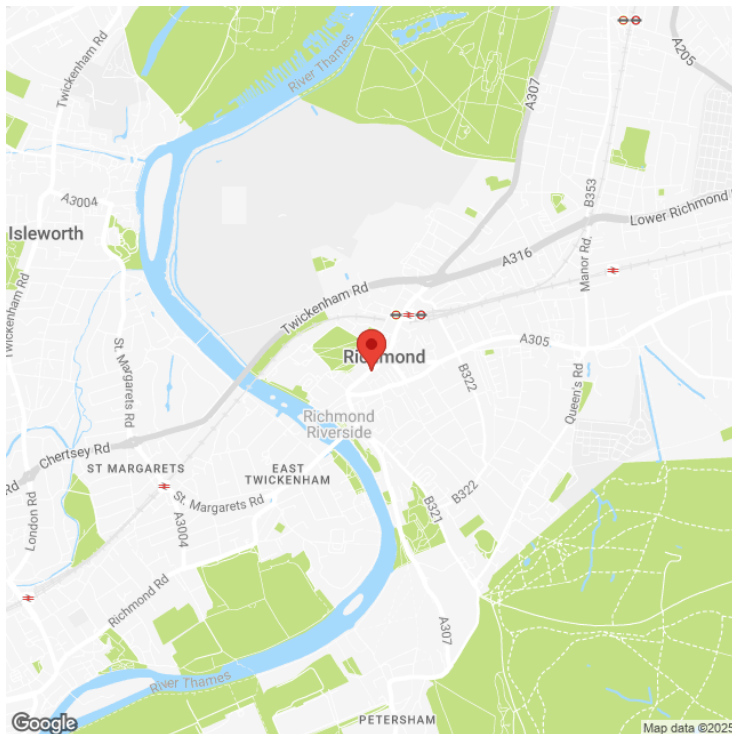 Twickenham Rd
River Thames
A307
A205
A3004
Isleworth
B353
Lower Richmond
A316
Manor Rd.
Twickenham Rd
Twickenham Rd
St. Margarets Rd
Richmond
A305
B322
Queen's Rd
Richmond
Riverside
Chertsey Rd
Rd
ST MARGARETS
EAST
TWICKENHAM
St. Margarets Rd
B322
B321
London Rd
A3004
Richmond Rd
A307
River Thames
PETERSHAM
Google
Map data ©2025